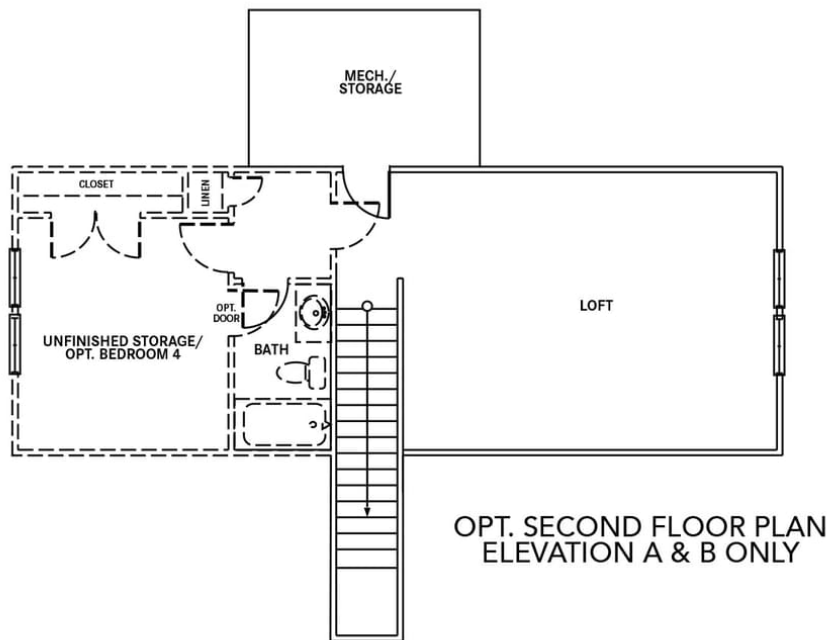 MECH./
STORAGE
CLOSET
LINEN
OPT.
DOOR
LOFT
UNFINISHED STORAGE/
OPT. BEDROOM 4
BATH
OPT. SECOND FLOOR PLAN
ELEVATION A & B ONLY